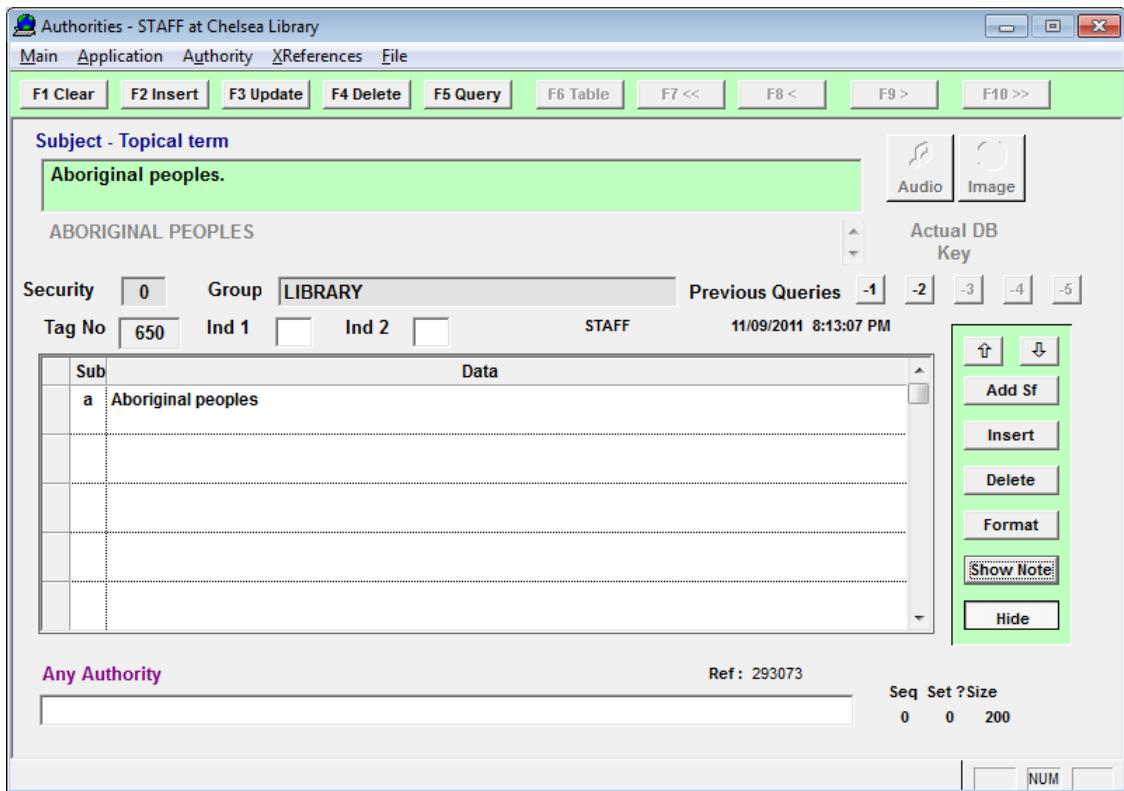 Authorities - STAFF at Chelsea Library
Main Application Authority XReferences File
F1 Clear F2 Insert F3 Update F4 Delete F5 Query F6 Table F7 << F8 < F9 > F10 >>
Subject - Topical term
Aboriginal peoples.
Audio Image
ABORIGINAL PEOPLES
Actual DB
Key
Security 0 Group LIBRARY Previous Queries -1 -2 -3 -4 -5
Tag No 650 Ind 1 Ind 2 STAFF 11/09/2011 8:13:07 PM
Sub Data
a Aboriginal peoples
Add Sf
Insert
Delete
Format
Show Note
Hide
Any Authority Ref : 293073
Seq Set ?Size
0 0 200
NUM